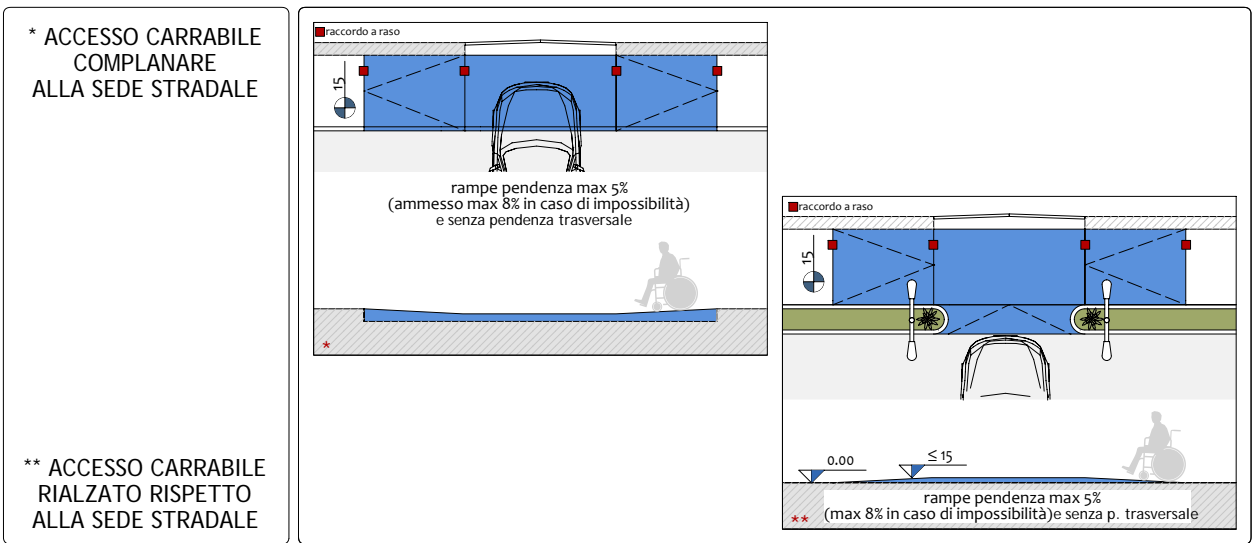 * ACCESSO CARRABILE
COMPLANARE
ALLA SEDE STRADALE
** ACCESSO CARRABILE
RIALZATO RISPETTO
ALLA SEDE STRADALE
raccordo a raso
15
rampe pendenza max 5%
(ammesso max 8% in caso di impossibilità)
e senza pendenza trasversale
*
raccordo a raso
15
0.00
≤ 15
rampe pendenza max 5%
** (max 8% in caso di impossibilità)e senza p. trasversale